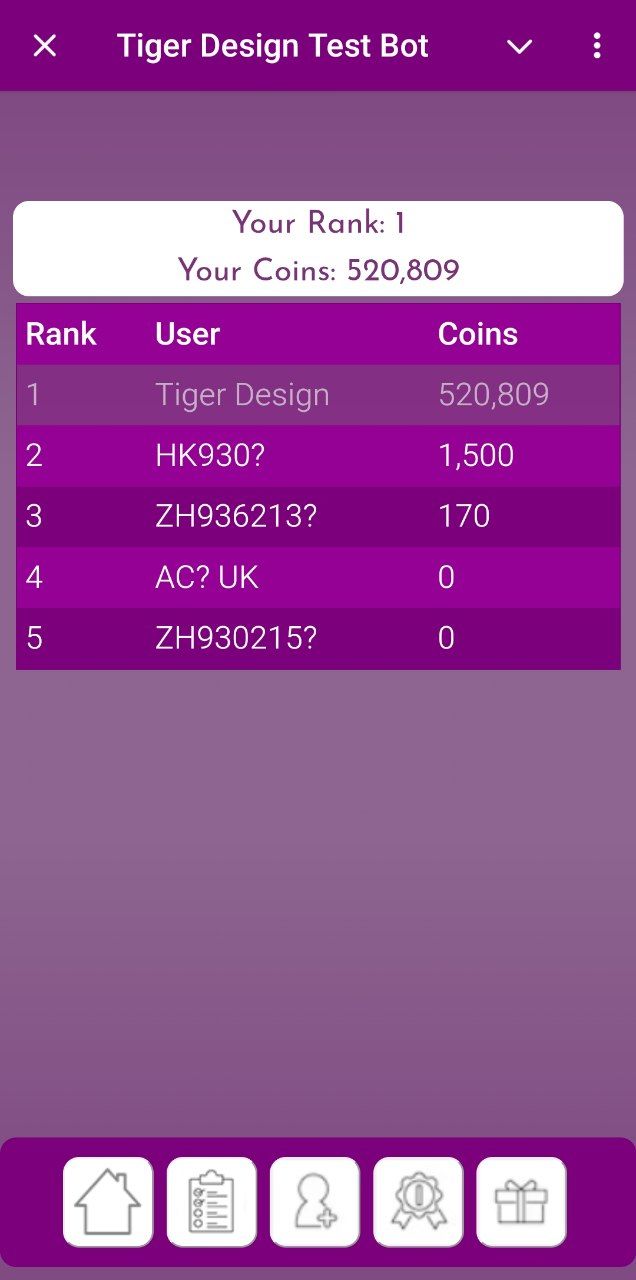 Tiger Design Test Bot
Your Rank: 1
Your Coins: 520,809
Rank User Coins
1 Tiger Design 520,809
2 HK930? 1,500
3 ZH936213? 170
4 AC? UK 0
5 ZH930215? 0